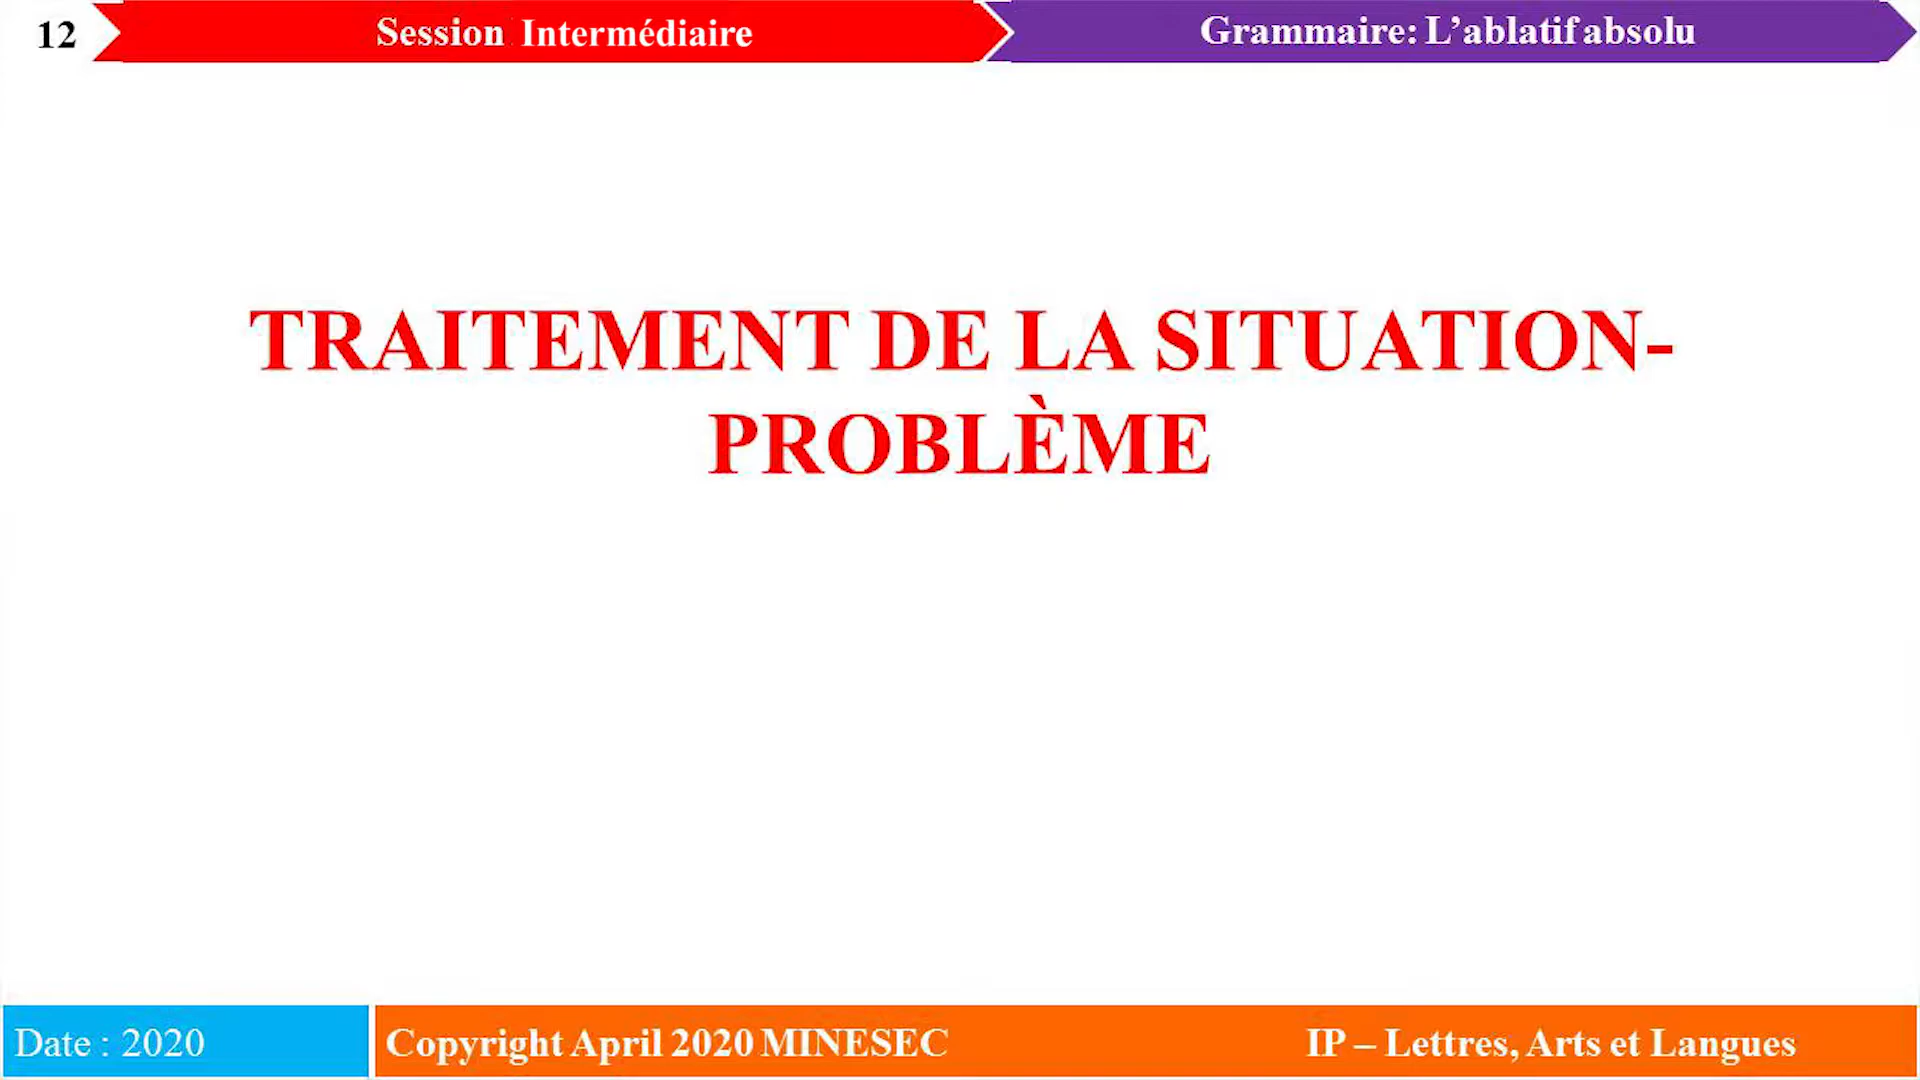 12
Session Intermédiaire
Grammaire: L’ablatif absolu
TRAITEMENT DE LA SITUATION-
PROBLÈME
Date : 2020
Copyright April 2020 MINESEC
IP – Lettres, Arts et Langues